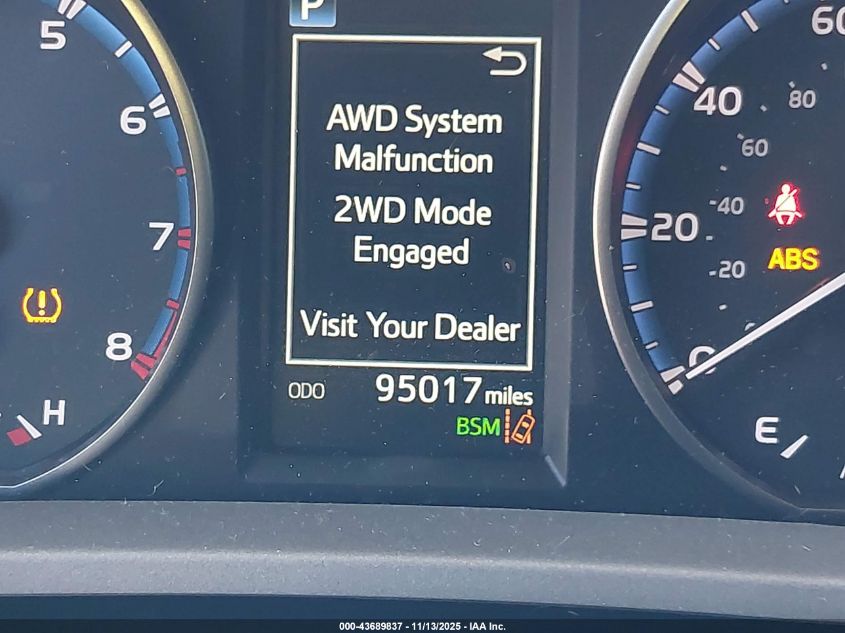 P
5
6
7
8
H
AWD System
Malfunction
2WD Mode
Engaged
Visit Your Dealer
ODO 95017 miles
BSM
60
40
80
60
20
40
20
0
ABS
E
000-43689837 - 11/13/2025 - IAA Inc.